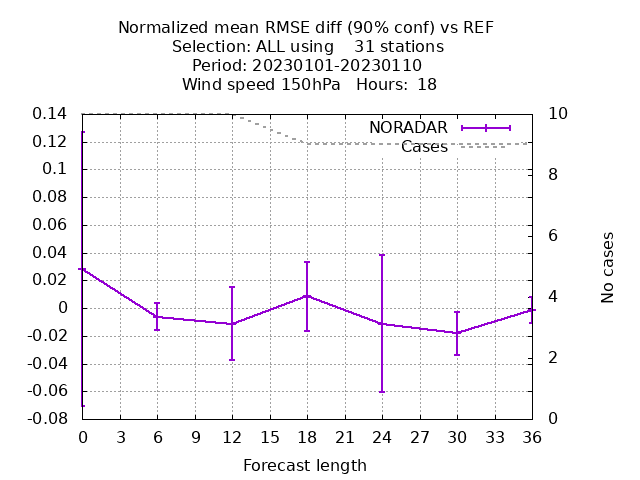 Normalized mean RMSE diff (90% conf) vs REF
Selection: ALL using    31 stations
Period: 20230101-20230110
Wind speed 150hPa   Hours:  18
NORADAR
Cases
0.14
0.12
0.1
0.08
0.06
0.04
0.02
0
-0.02
-0.04
-0.06
-0.08
10
8
6
4
2
0
No cases
0 3 6 9 12 15 18 21 24 27 30 33 36
Forecast length